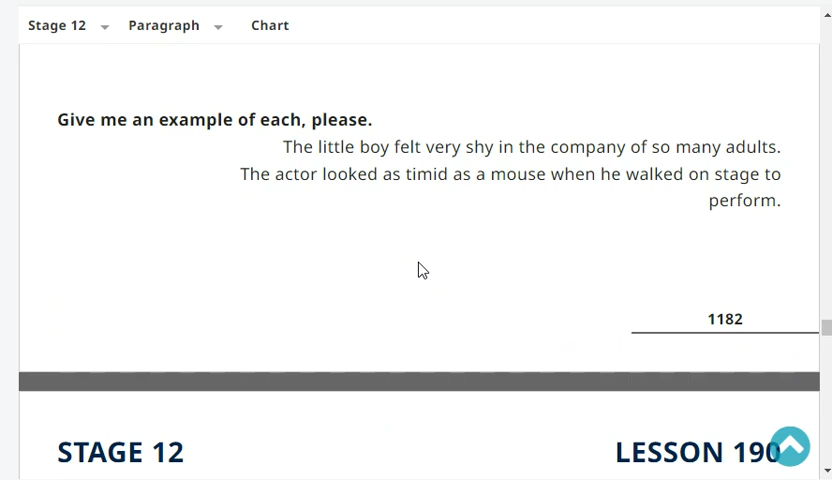 Stage 12 Paragraph Chart
Give me an example of each, please.
The little boy felt very shy in the company of so many adults.
The actor looked as timid as a mouse when he walked on stage to
perform.
1182
STAGE 12 LESSON 190